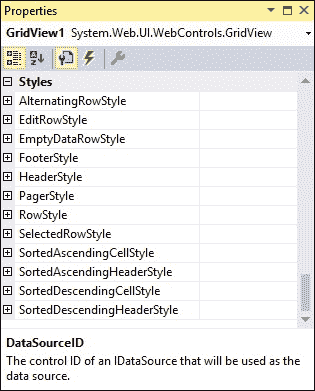 Properties
GridView1 System.Web.UI.WebControls.GridView
Styles
AlternatingRowStyle
EditRowStyle
EmptyDataRowStyle
FooterStyle
HeaderStyle
PagerStyle
RowStyle
SelectedRowStyle
SortedAscendingCellStyle
SortedAscendingHeaderStyle
SortedDescendingCellStyle
SortedDescendingHeaderStyle
DataSourceID
The control ID of an IDataSource that will be used as the
data source.